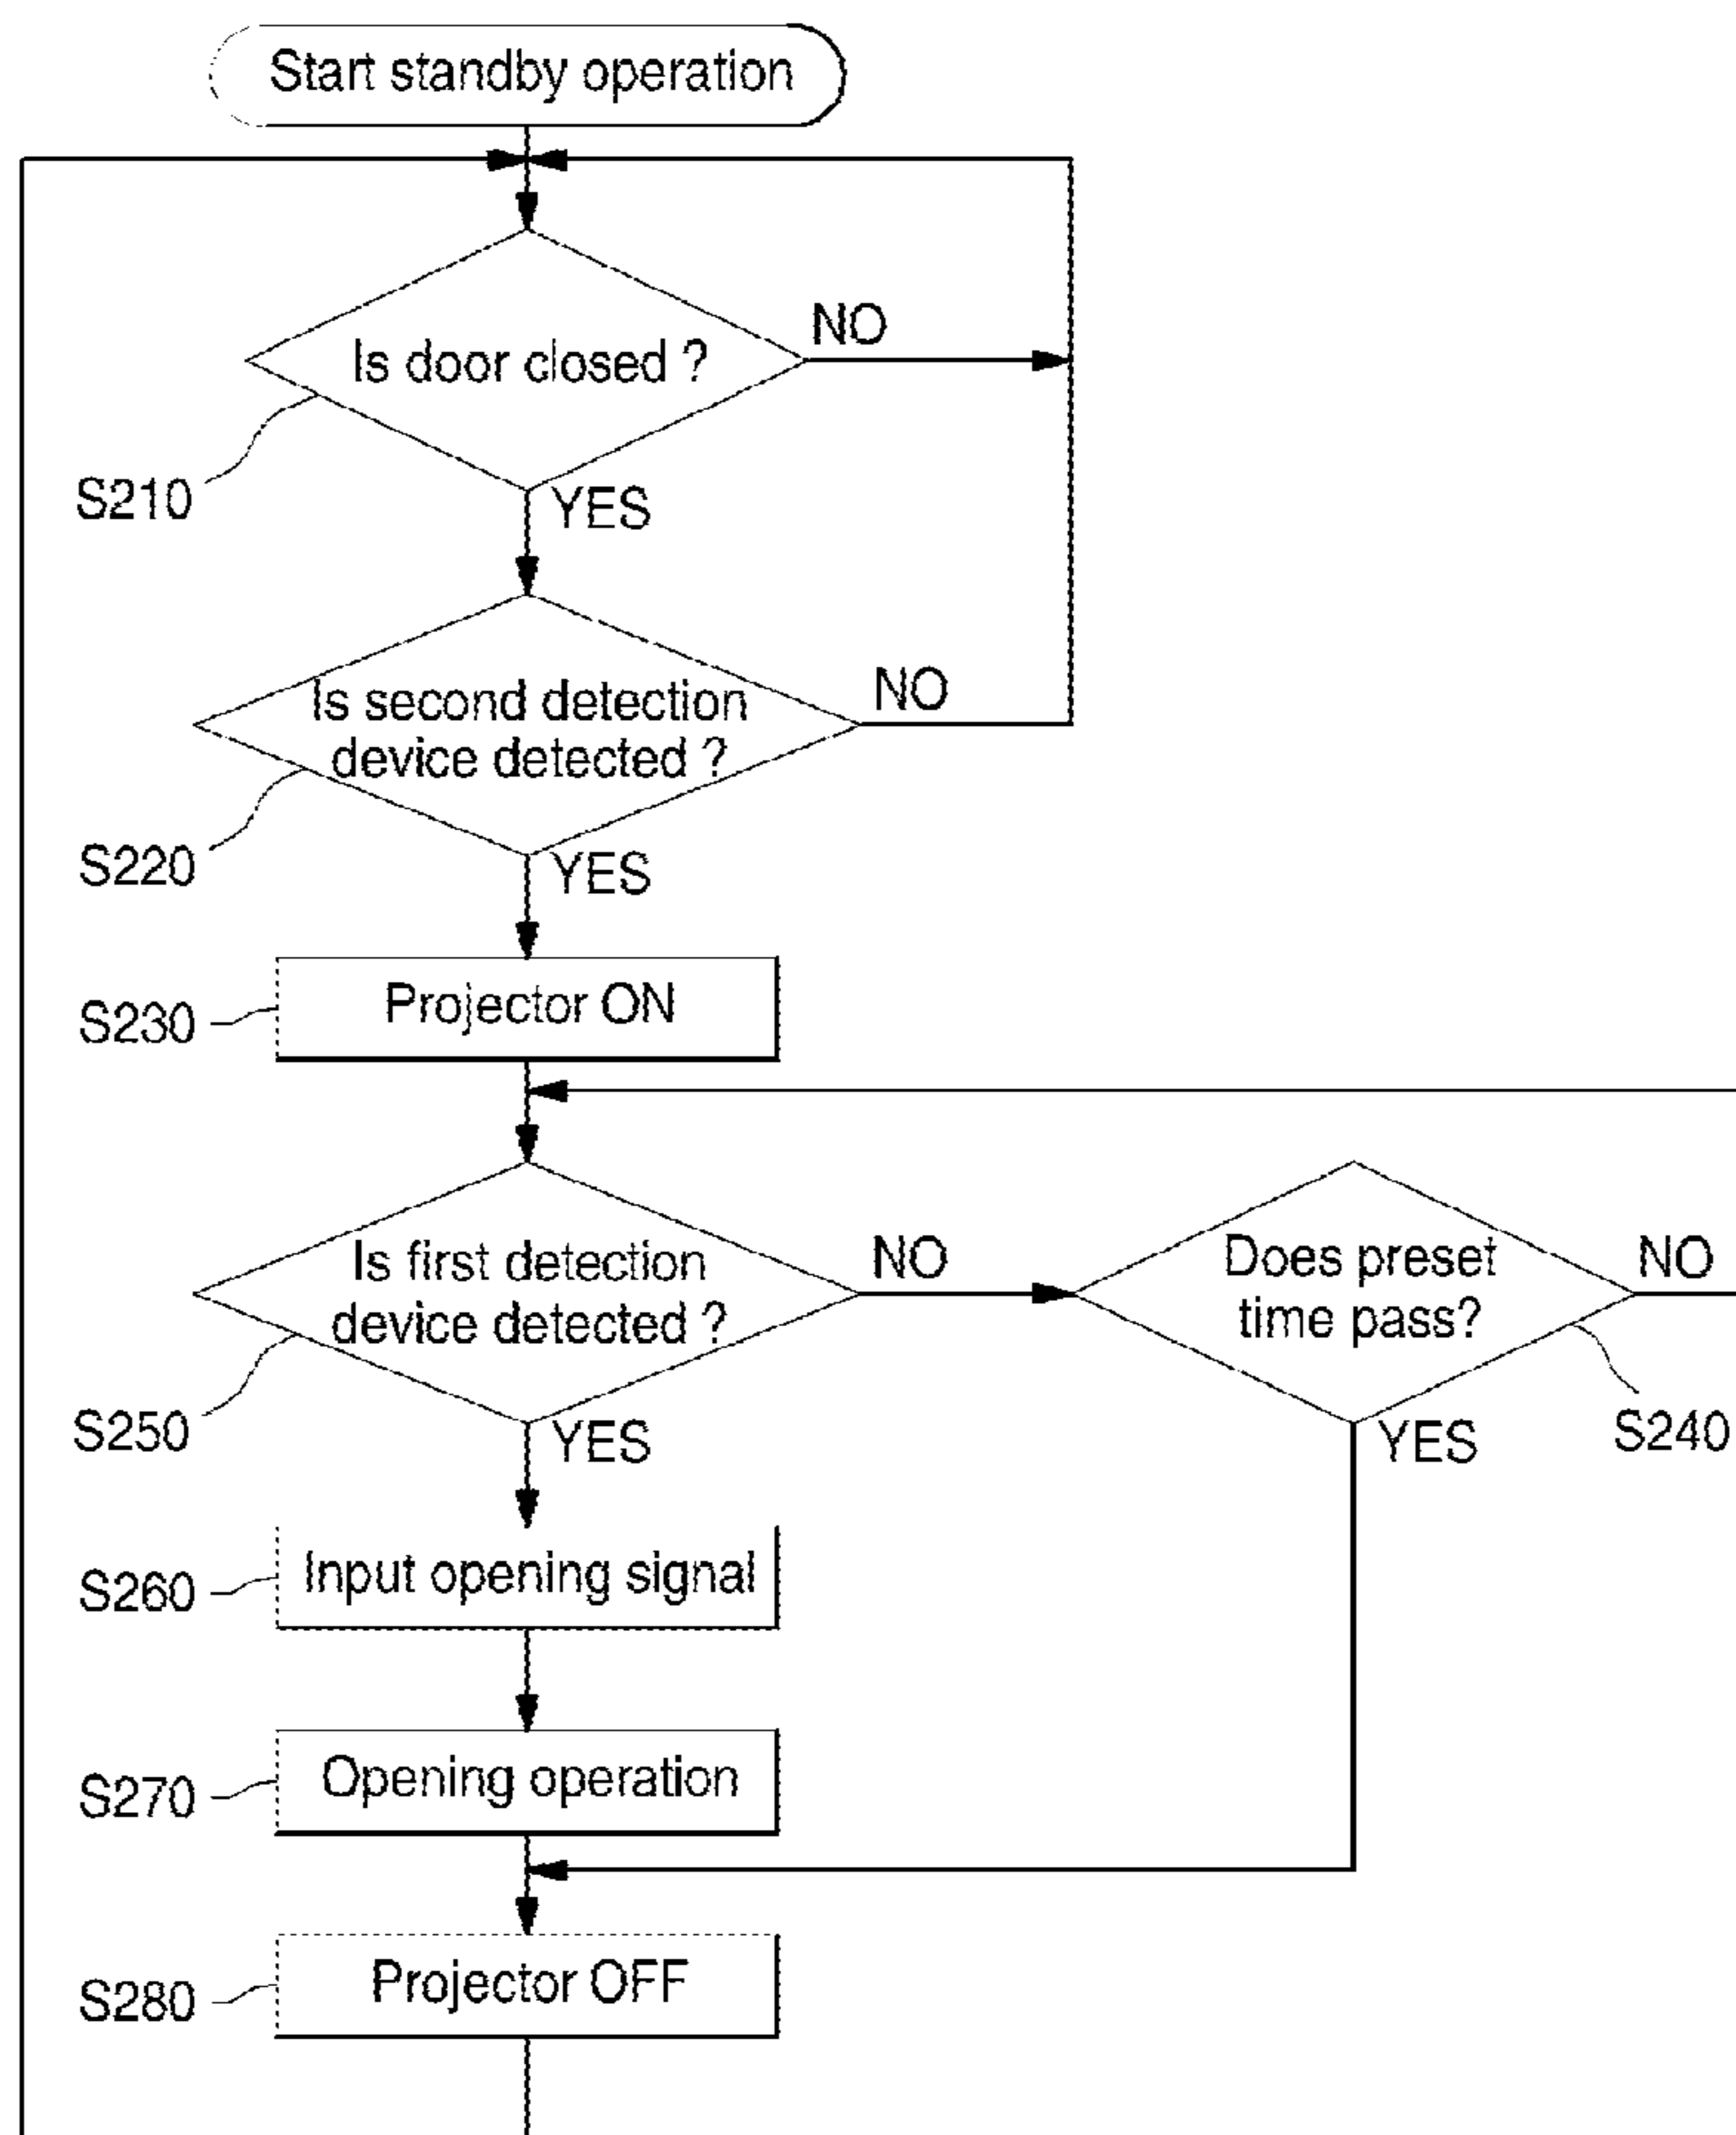 Start standby operation
Is door closed ?
NO
S210
YES
Is second detection
device detected ?
NO
S220
YES
Projector ON
S230
Is first detection
device detected ?
NO
Does preset
time pass?
NO
S250
YES
YES
S240
Input opening signal
S260
Opening operation
S270
Projector OFF
S280